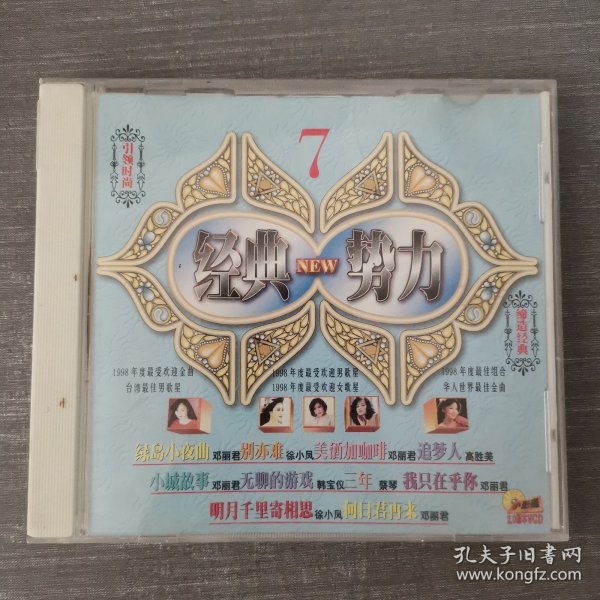 7
引领时尚
经典 NEW 势力
缔造经典
1998年度最受欢迎金曲 1998年度最受欢迎男歌星 1998年度最佳组合
台湾最佳男歌星 1998年度最受欢迎女歌星 华人世界最佳金曲
绿岛小夜曲 邓丽君 别亦难 徐小凤 美酒加咖啡 邓丽君 追梦人 高胜美
小城故事 邓丽君 无聊的游戏 韩宝仪 三年 蔡琴 我只在乎你 邓丽君
明月千里寄相思 徐小凤 何日君再来 邓丽君
VCD
孔夫子旧书网
www.kongfz.com